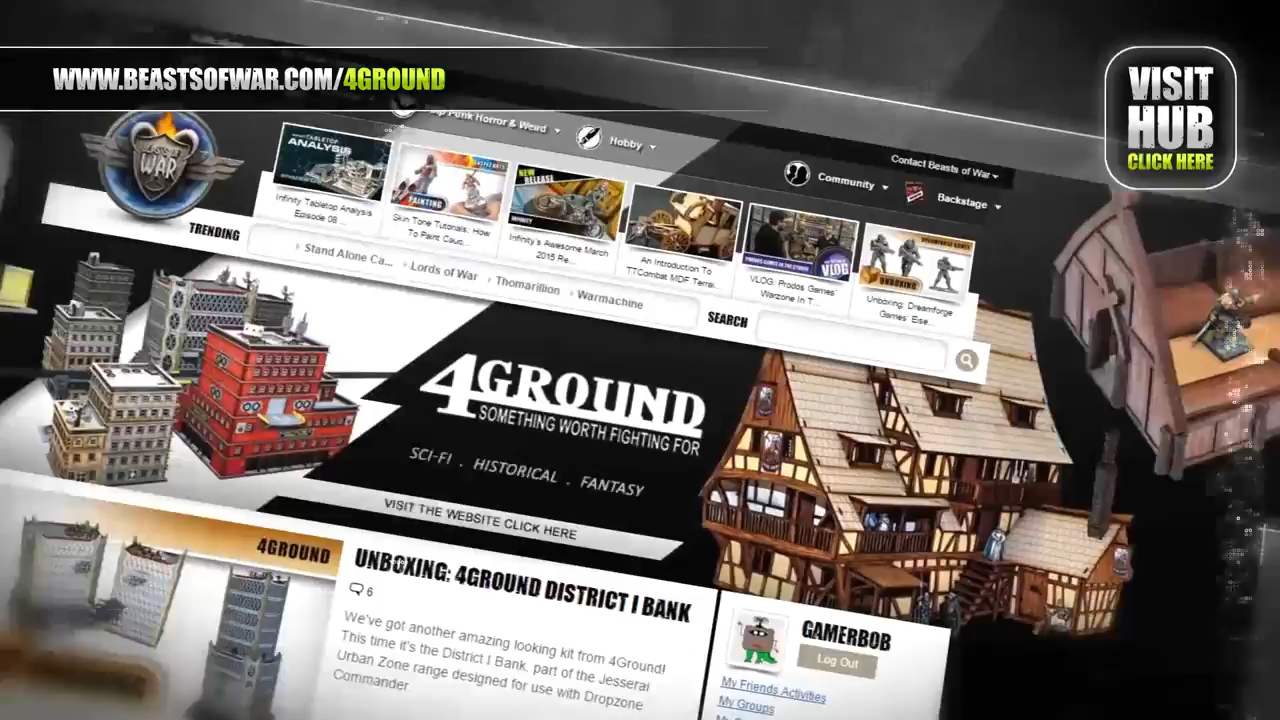 WWW.BEASTSOFWAR.COM/4GROUND
VISIT
HUB
CLICK HERE
Punk Horror & Weird
Hobby
Contact Beasts of War
Community
Backstage
WAR
TABLETOP
ANALYSIS
PAINTING
NEW
RELEASE
INFINITY
VLOG
UNBOXING
Infinity Tabletop Analysis
Episode 08
Skin Tone Tutorials: How
To Paint Cauc...
Infinity's Awesome March
2015 Re...
An Introduction To
TTCombat MDF Terrai...
VLOG: Prodos Games'
Warzone In T...
Unboxing: Dreamforge
Games' Eise...
TRENDING
Stand Alone Ca...
Lords of War
Thomarillion
Warmachine
SEARCH
4GROUND
SOMETHING WORTH FIGHTING FOR
SCI-FI . HISTORICAL . FANTASY
VISIT THE WEBSITE CLICK HERE
4GROUND
UNBOXING: 4GROUND DISTRICT I BANK
6
We've got another amazing looking kit from 4Ground!
This time it's the District I Bank, part of the Jesserai
Urban Zone range designed for use with Dropzone
Commander
GAMERBOB
Log Out
My Friends Activities
My Groups